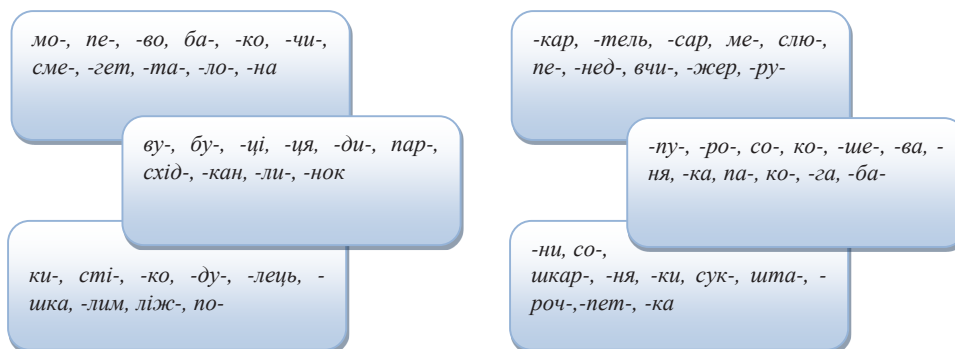 мо-, пе-, -во, ба-, -ко, -чи-,
сме-, -гет, -та-, -ло-, -на
ву-, бу-, -ці, -ця, -ди-, пар-,
схід-, -кан, -ли-, -нок
ки-, сті-, -ко, -ду-, -лець, -
шка, -лим, ліж-, по-
-кар, -тель, -сар, ме-, слю-,
пе-, -нед-, вчи-, -жер, -ру-
-пу-, -ро-, со-, ко-, -ше-, -ва, -
ня, -ка, па-, ко-, -га, -ба-
-ни, со-,
шкар-, -ня, -ки, сук-, шта-, -
роч-,-пет-, -ка